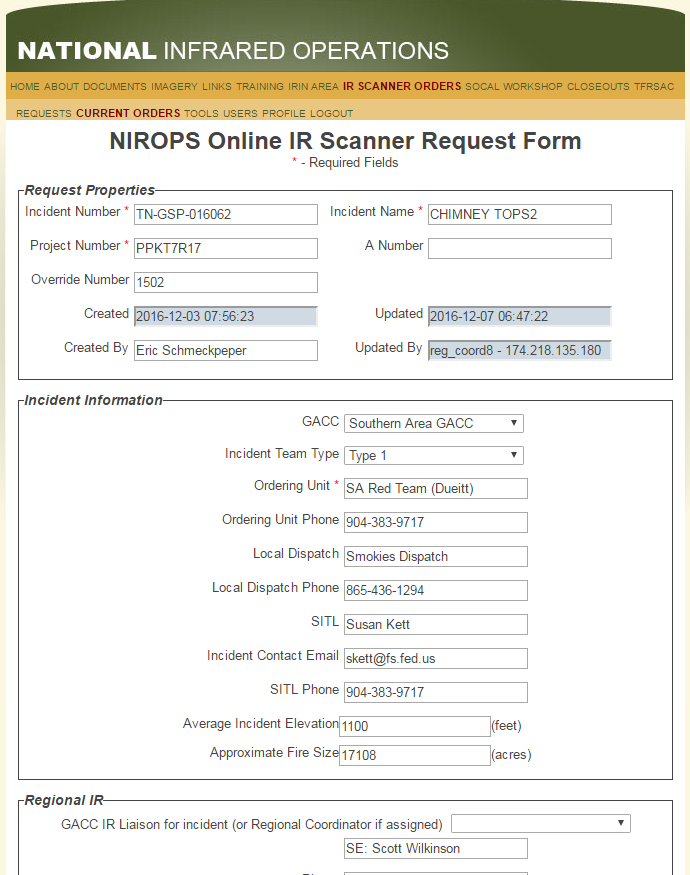 NATIONAL INFRARED OPERATIONS
HOME ABOUT DOCUMENTS IMAGERY LINKS TRAINING IRIN AREA IR SCANNER ORDERS SOCAL WORKSHOP CLOSEOUTS TFRSAC
REQUESTS CURRENT ORDERS TOOLS USERS PROFILE LOGOUT
NIROPS Online IR Scanner Request Form
* - Required Fields
Request Properties
Incident Number * TN-GSP-016062 Incident Name * CHIMNEY TOPS2
Project Number * PPKT7R17 A Number
Override Number 1502
Created 2016-12-03 07:56:23 Updated 2016-12-07 06:47:22
Created By Eric Schmeckpeper Updated By reg_coord8 - 174.218.135.180
Incident Information
GACC Southern Area GACC
Incident Team Type Type 1
Ordering Unit * SA Red Team (Dueitt)
Ordering Unit Phone 904-383-9717
Local Dispatch Smokies Dispatch
Local Dispatch Phone 865-436-1294
SITL Susan Kett
Incident Contact Email skett@fs.fed.us
SITL Phone 904-383-9717
Average Incident Elevation 1100 (feet)
Approximate Fire Size 17108 (acres)
Regional IR
GACC IR Liaison for incident (or Regional Coordinator if assigned)
SE: Scott Wilkinson